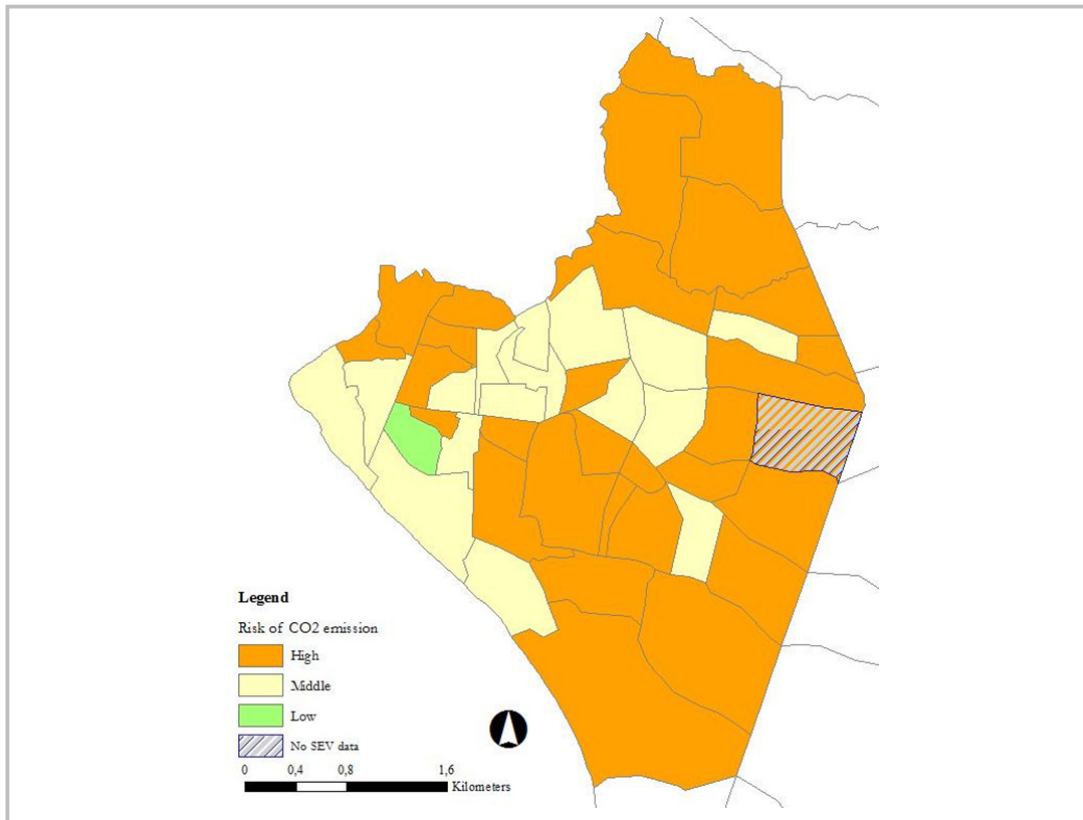 Legend
Risk of CO2 emission
High
Middle
Low
No SEV data
0 0,4 0,8 1,6
Kilometers